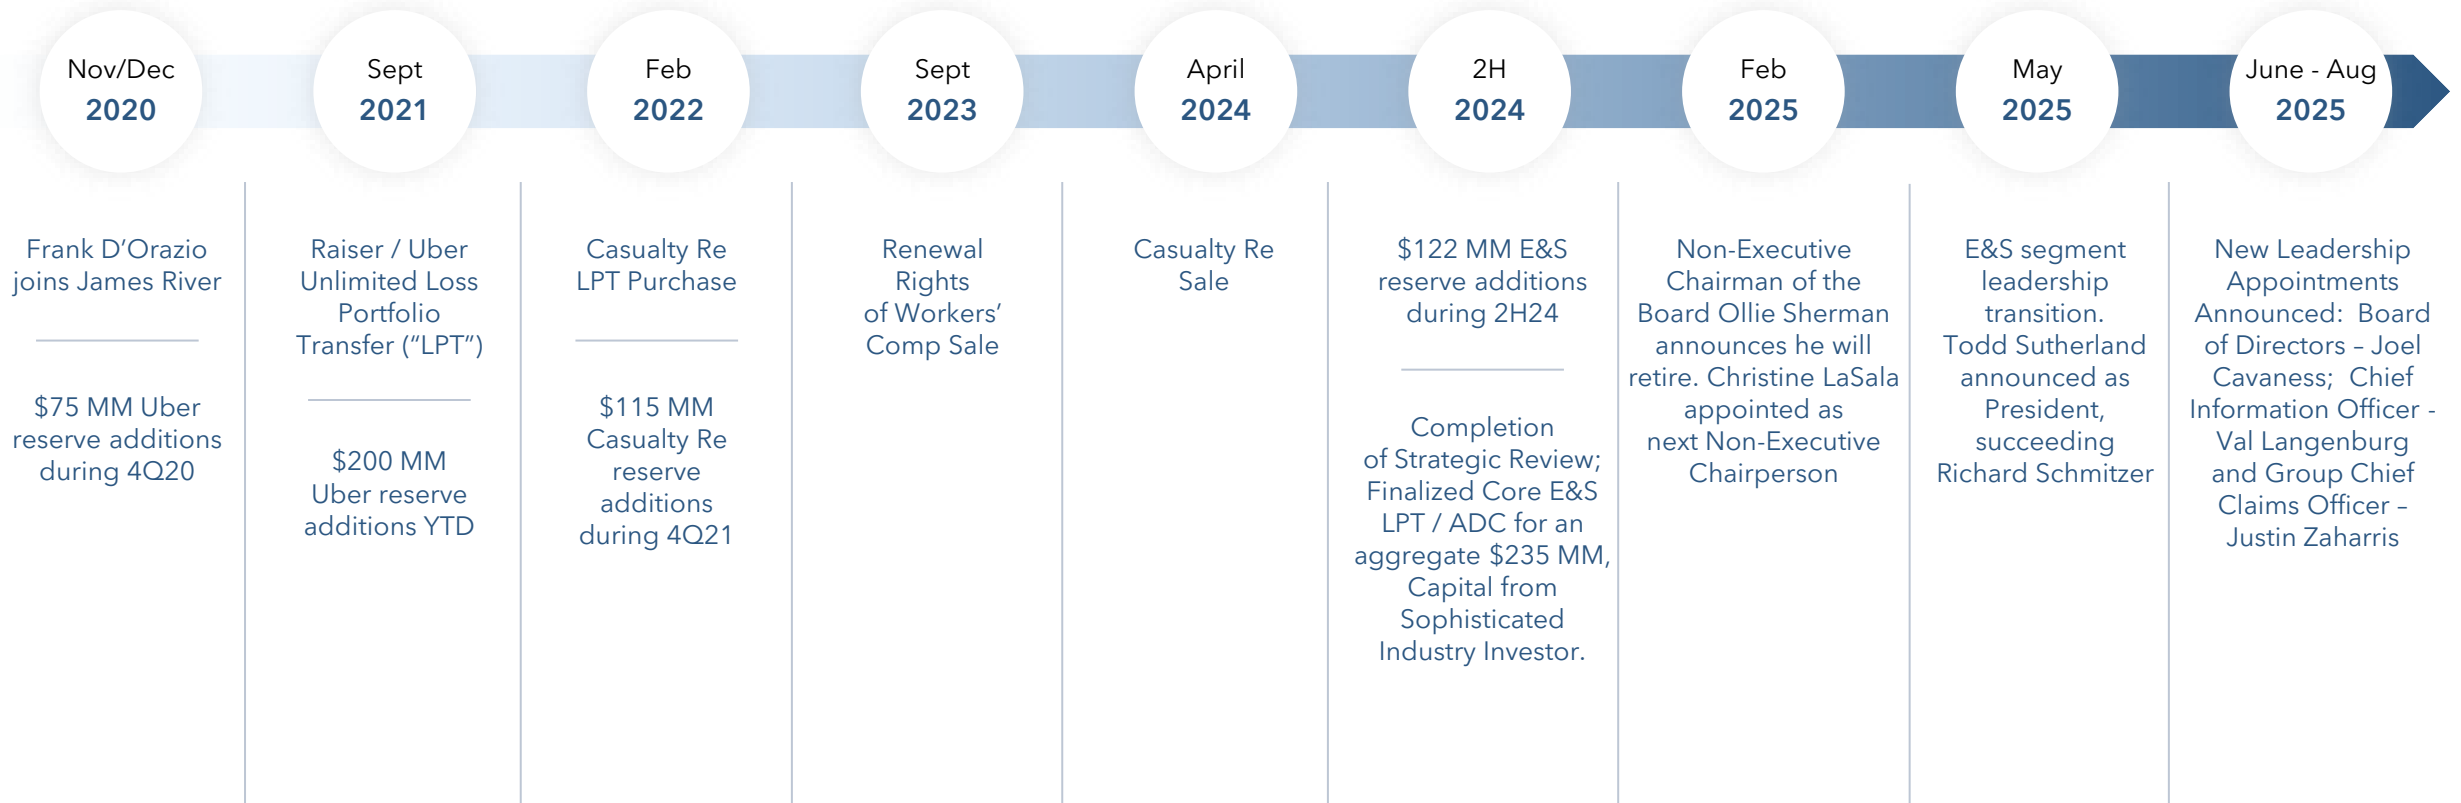 Nov/Dec
2020
Frank D’Orazio
joins James River
$75 MM Uber
reserve additions
during 4Q20
Sept
2021
Raiser / Uber
Unlimited Loss
Portfolio
Transfer (“LPT”)
$200 MM
Uber reserve
additions YTD
Feb
2022
Casualty Re
LPT Purchase
$115 MM
Casualty Re
reserve
additions
during 4Q21
Sept
2023
Renewal
Rights
of Workers’
Comp Sale
April
2024
Casualty Re
Sale
2H
2024
$122 MM E&S
reserve additions
during 2H24
Completion
of Strategic Review;
Finalized Core E&S
LPT / ADC for an
aggregate $235 MM,
Capital from
Sophisticated
Industry Investor.
Feb
2025
Non-Executive
Chairman of the
Board Ollie Sherman
announces he will
retire. Christine LaSala
appointed as
next Non-Executive
Chairperson
May
2025
E&S segment
leadership
transition.
Todd Sutherland
announced as
President,
succeeding
Richard Schmitzer
June - Aug
2025
New Leadership
Appointments
Announced:  Board
of Directors – Joel
Cavaness;  Chief
Information Officer -
Val Langenburg
and Group Chief
Claims Officer –
Justin Zaharris